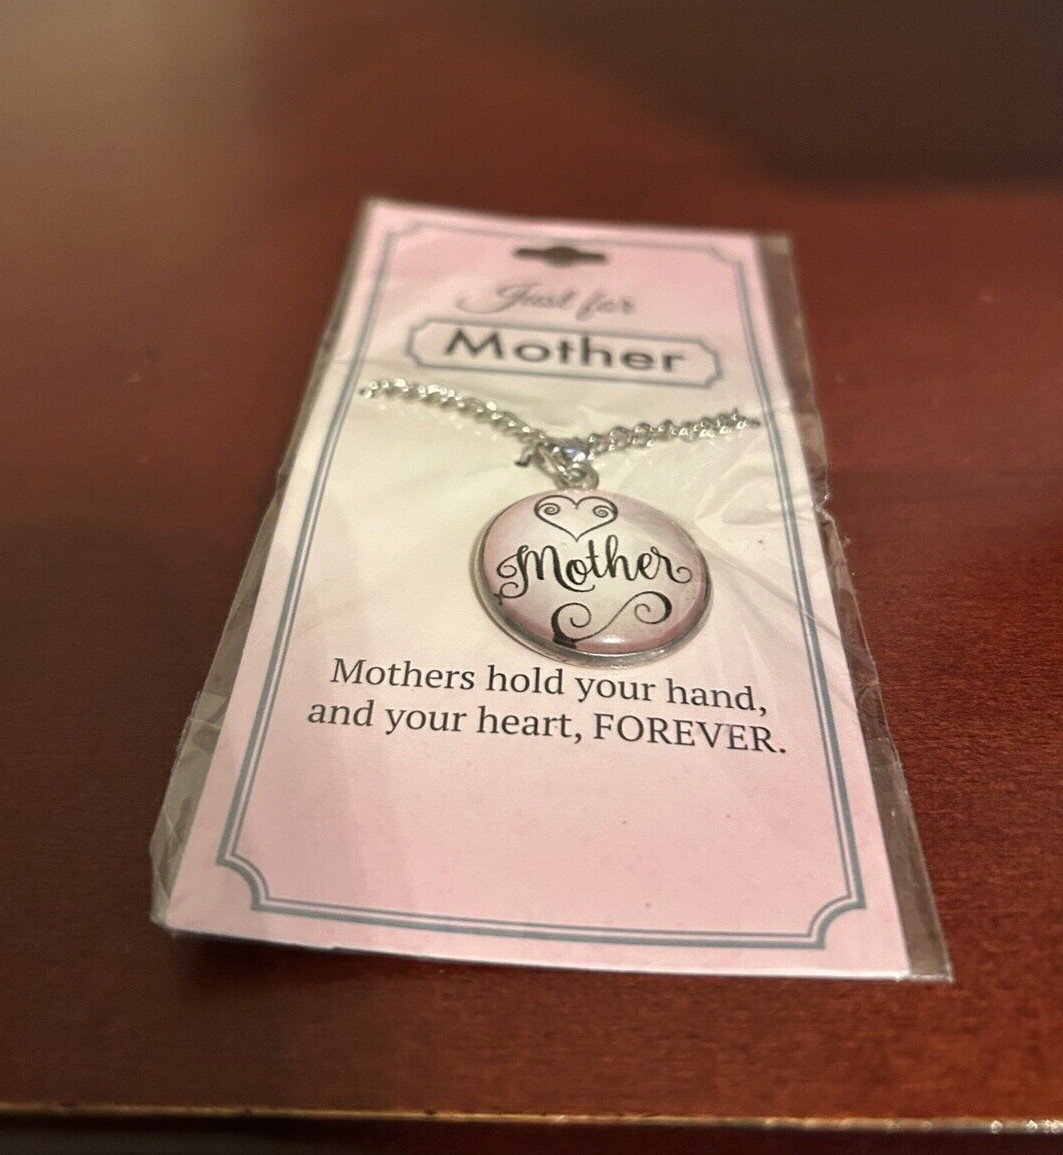 Just for
Mother
Mother
Mothers hold your hand,
and your heart, FOREVER.